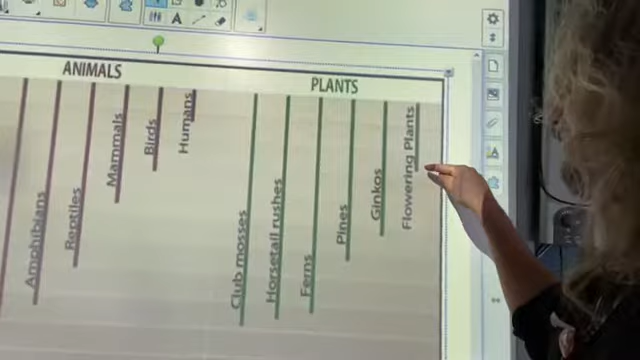 ANIMALS
PLANTS
Amphibians
Reptiles
Mammals
Birds
Humans
Club mosses
Horsetail rushes
Ferns
Pines
Ginkos
Flowering Plants